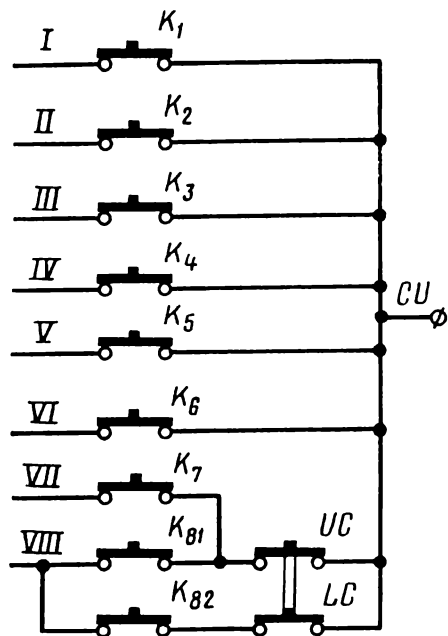 I K1
II K2
III K3
IV K4
CU
V K5
VI K6
VII K7
VIII K81 UC
K82 LC